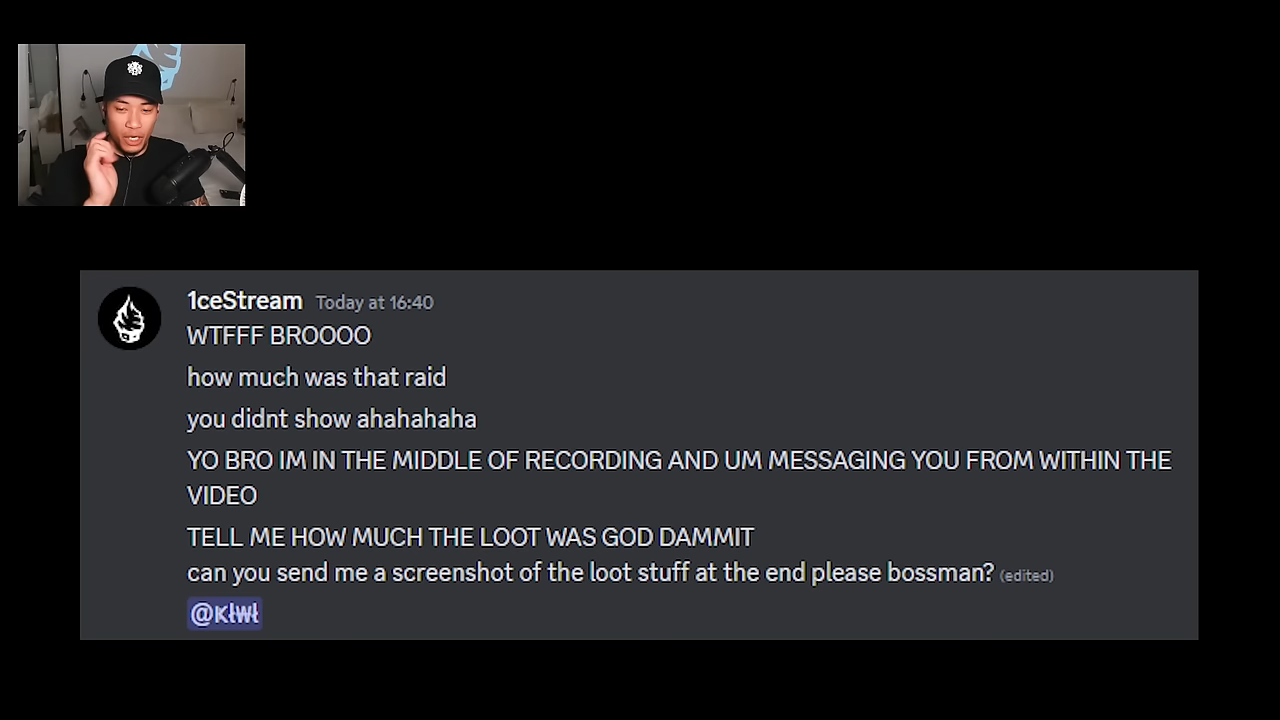 1ceStream Today at 16:40
WTFFF BROOOO
how much was that raid
you didnt show ahahahaha
YO BRO IM IN THE MIDDLE OF RECORDING AND UM MESSAGING YOU FROM WITHIN THE
VIDEO
TELL ME HOW MUCH THE LOOT WAS GOD DAMMIT
can you send me a screenshot of the loot stuff at the end please bossman? (edited)
@Kłwł